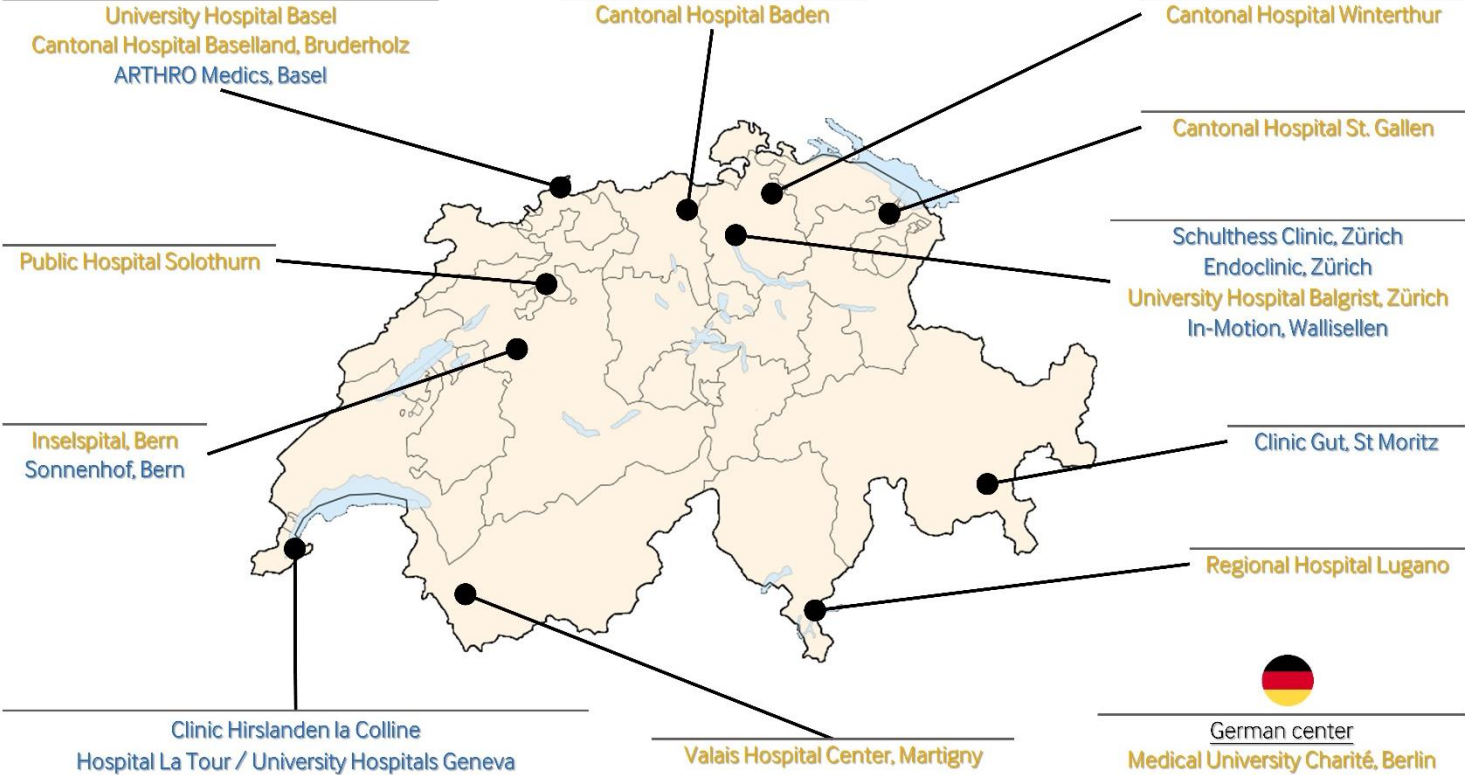 University Hospital Basel
Cantonal Hospital Baselland, Bruderholz
ARTHRO Medics, Basel
Cantonal Hospital Baden
Cantonal Hospital Winterthur
Cantonal Hospital St. Gallen
Public Hospital Solothurn
Schulthess Clinic, Zürich
Endoclinic, Zürich
University Hospital Balgrist, Zürich
In-Motion, Wallisellen
Inselspital, Bern
Sonnenhof, Bern
Clinic Gut, St Moritz
Regional Hospital Lugano
Clinic Hirslanden la Colline
Hospital La Tour / University Hospitals Geneva
Valais Hospital Center, Martigny
German center
Medical University Charité, Berlin